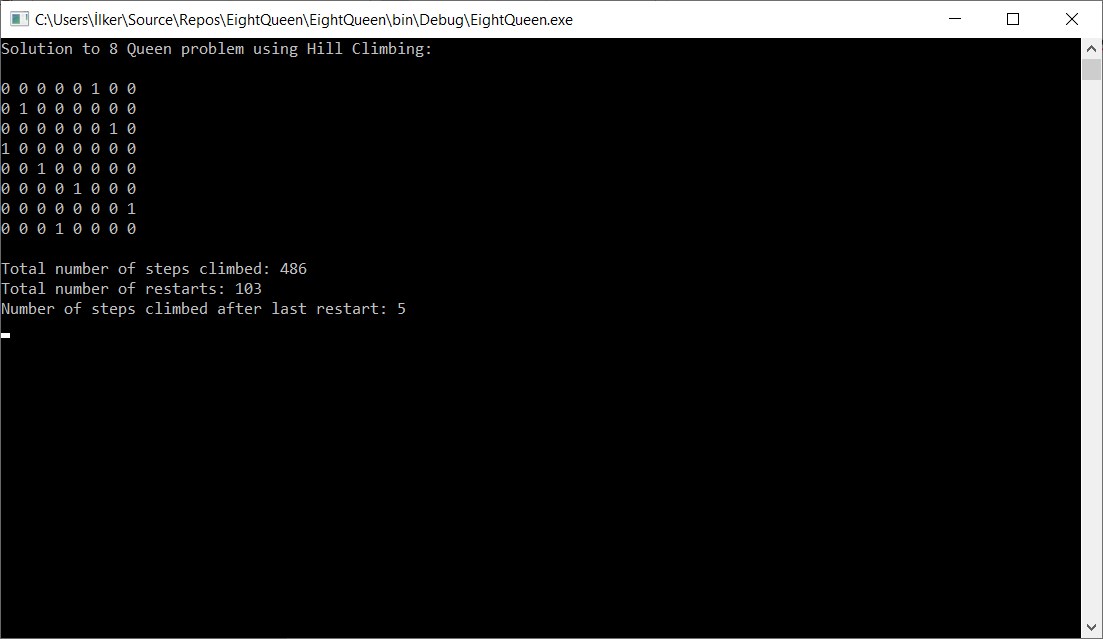 C:\Users\İlker\Source\Repos\EightQueen\EightQueen\bin\Debug\EightQueen.exe
Solution to 8 Queen problem using Hill Climbing:
0 0 0 0 0 1 0 0
0 1 0 0 0 0 0 0
0 0 0 0 0 0 1 0
1 0 0 0 0 0 0 0
0 0 1 0 0 0 0 0
0 0 0 0 1 0 0 0
0 0 0 0 0 0 0 1
0 0 0 1 0 0 0 0
Total number of steps climbed: 486
Total number of restarts: 103
Number of steps climbed after last restart: 5